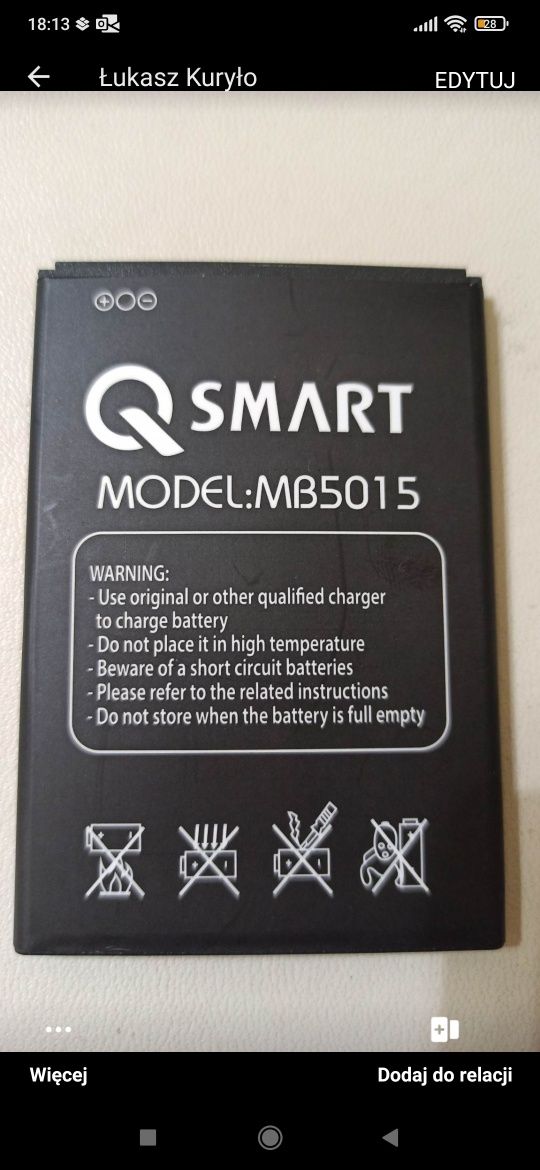 18:13
28
Łukasz Kuryło
EDYTUJ
Q SMART
MODEL:MB5015
WARNING:
- Use original or other qualified charger
to charge battery
- Do not place it in high temperature
- Beware of a short circuit batteries
- Please refer to the related instructions
- Do not store when the battery is full empty
Więcej
Dodaj do relacji